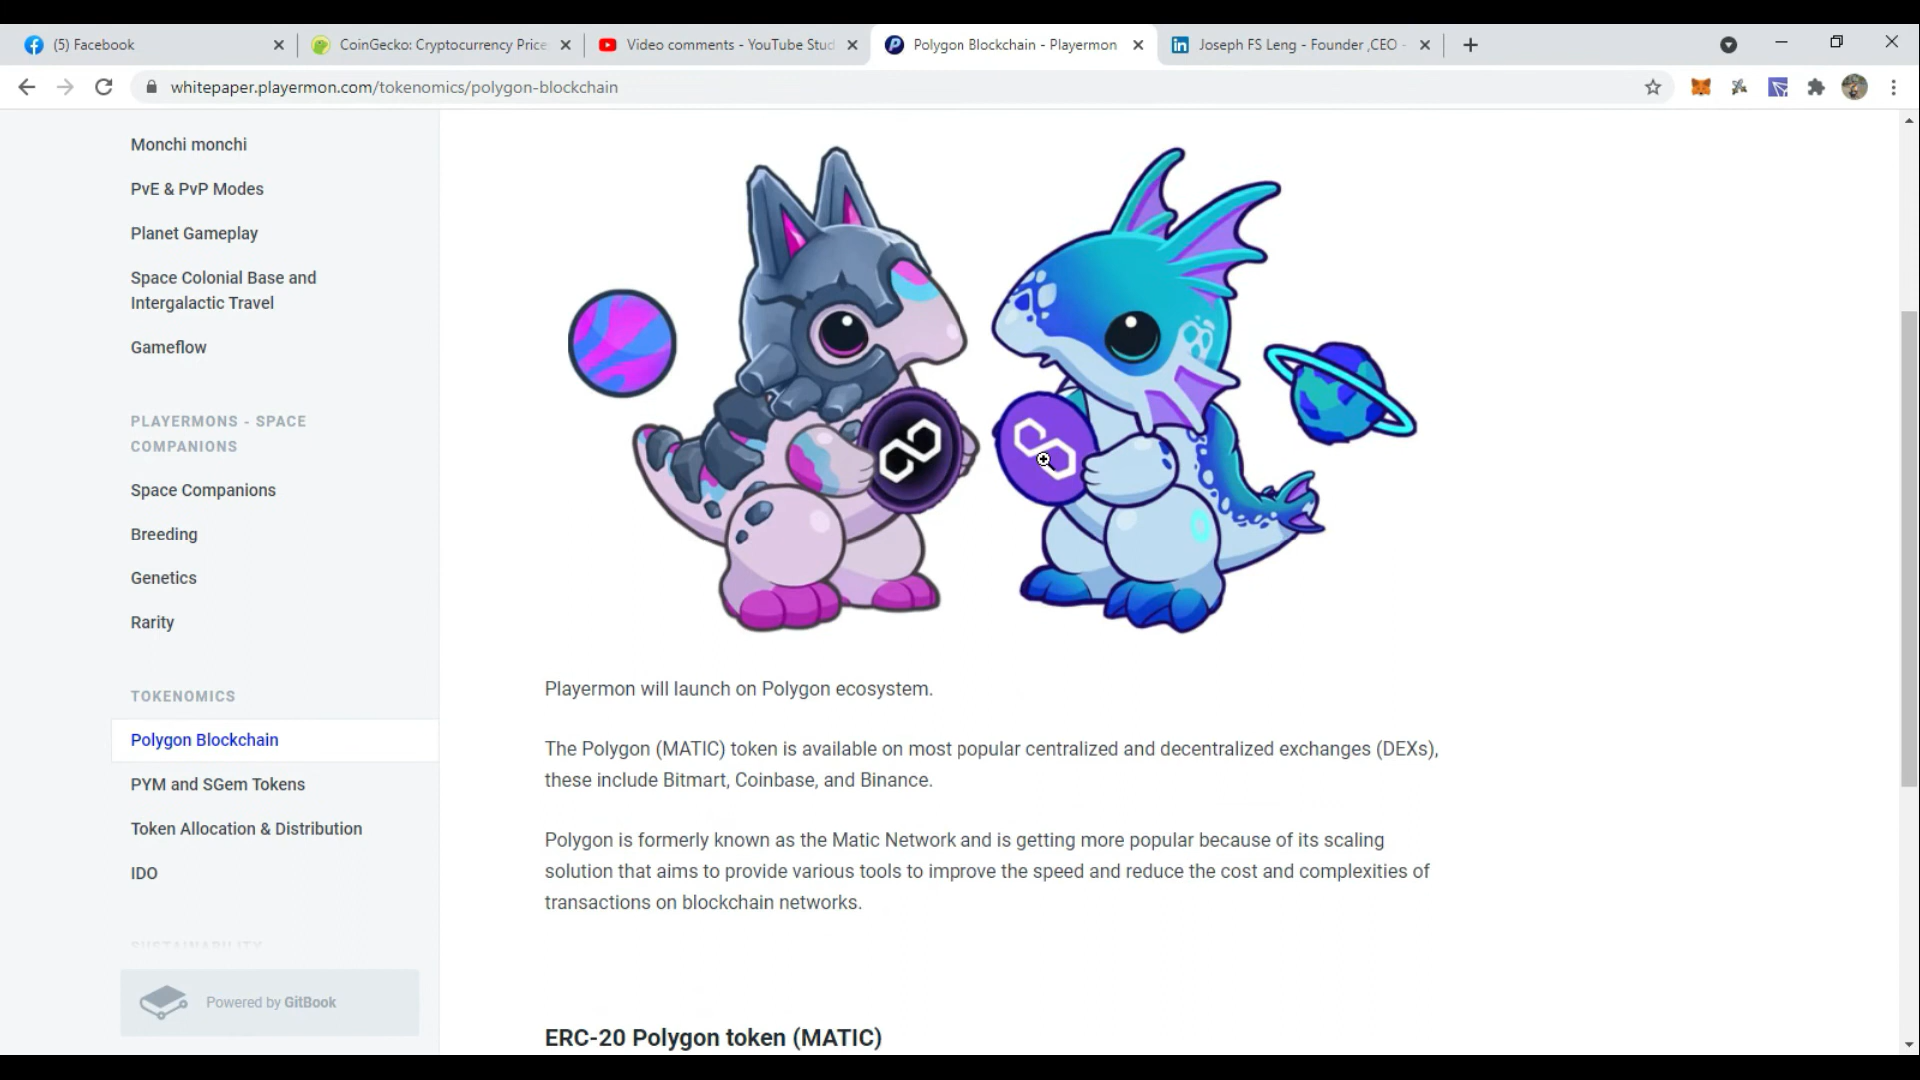 (5) Facebook
CoinGecko: Cryptocurrency Price
Video comments - YouTube Stud
Polygon Blockchain - Playermon
Joseph FS Leng - Founder ,CEO -
whitepaper.playermon.com/tokenomics/polygon-blockchain
Monchi monchi
PvE & PvP Modes
Planet Gameplay
Space Colonial Base and
Intergalactic Travel
Gameflow
PLAYERMONS - SPACE
COMPANIONS
Space Companions
Breeding
Genetics
Rarity
TOKENOMICS
Polygon Blockchain
PYM and SGem Tokens
Token Allocation & Distribution
IDO
SUSTAINABILITY
Powered by GitBook
Playermon will launch on Polygon ecosystem.
The Polygon (MATIC) token is available on most popular centralized and decentralized exchanges (DEXs),
these include Bitmart, Coinbase, and Binance.
Polygon is formerly known as the Matic Network and is getting more popular because of its scaling
solution that aims to provide various tools to improve the speed and reduce the cost and complexities of
transactions on blockchain networks.
ERC-20 Polygon token (MATIC)